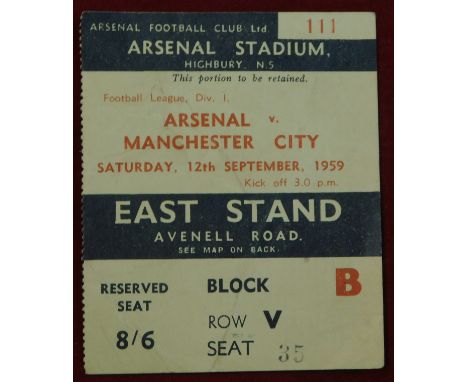 ARSENAL FOOTBALL CLUB Ltd. 111
ARSENAL STADIUM,
HIGHBURY, N.5
This portion to be retained.
Football League, Div. I.
ARSENAL v.
MANCHESTER CITY
SATURDAY, 12th SEPTEMBER, 1959
Kick off 3.0 p.m.
EAST STAND
AVENELL ROAD.
SEE MAP ON BACK.
RESERVED SEAT 8/6
BLOCK B
ROW V
SEAT 35